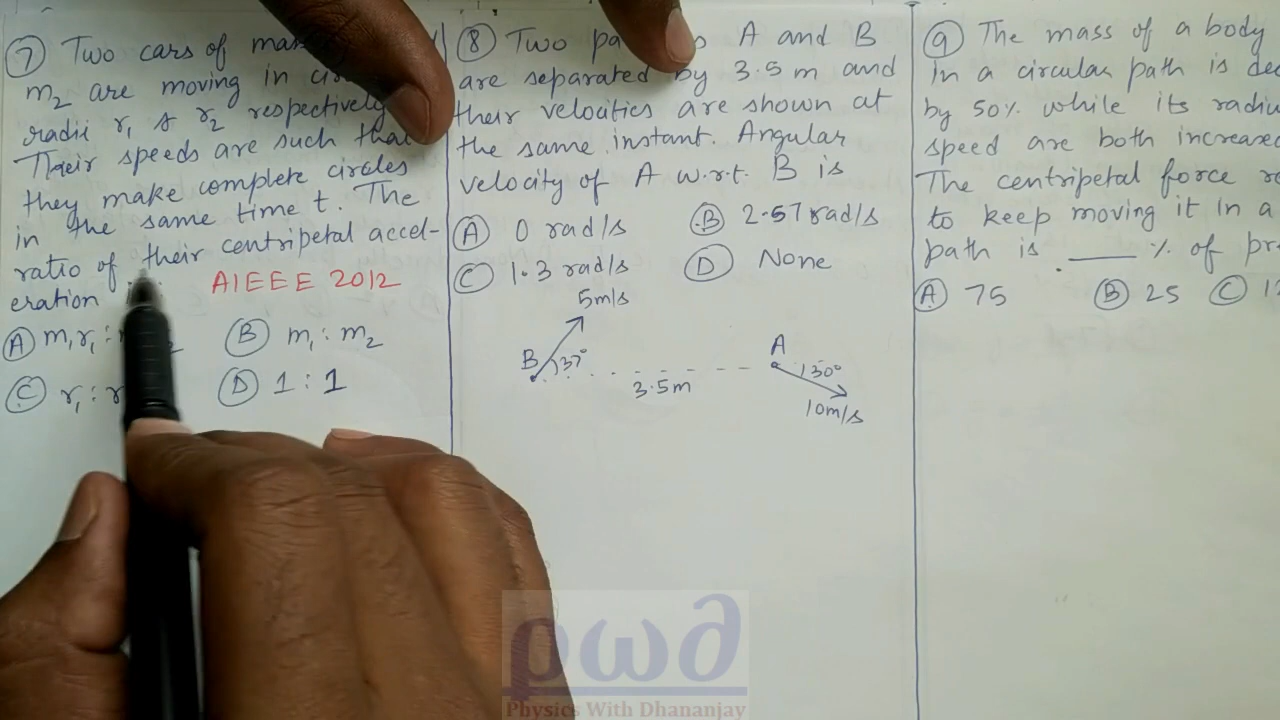 7 Two cars of
m2 are moving in
radii r1 & r2 respectively
Their speeds are such that
they make complete circles
in the same time t. The
ratio of their centripetal accel-
eration
AIEEE 2012
A m1r1 :
B m1 : m2
C r1 :
D 1 : 1
8 Two A and B
are separated by 3.5 m and
their velocities are shown at
the same instant. Angular
velocity of A w.r.t. B is
A 0 rad/s
B 2.57 rad/s
C 1.3 rad/s
D None
5m/s
B 37°
3.5m
A
10m/s
9 The mass of a body
in a circular path is
by 50% while its
speed are both
The centripetal force
to keep moving it in a
path is ____ % of
A 75
B 25
C
pwd
Physics With Dhananjay